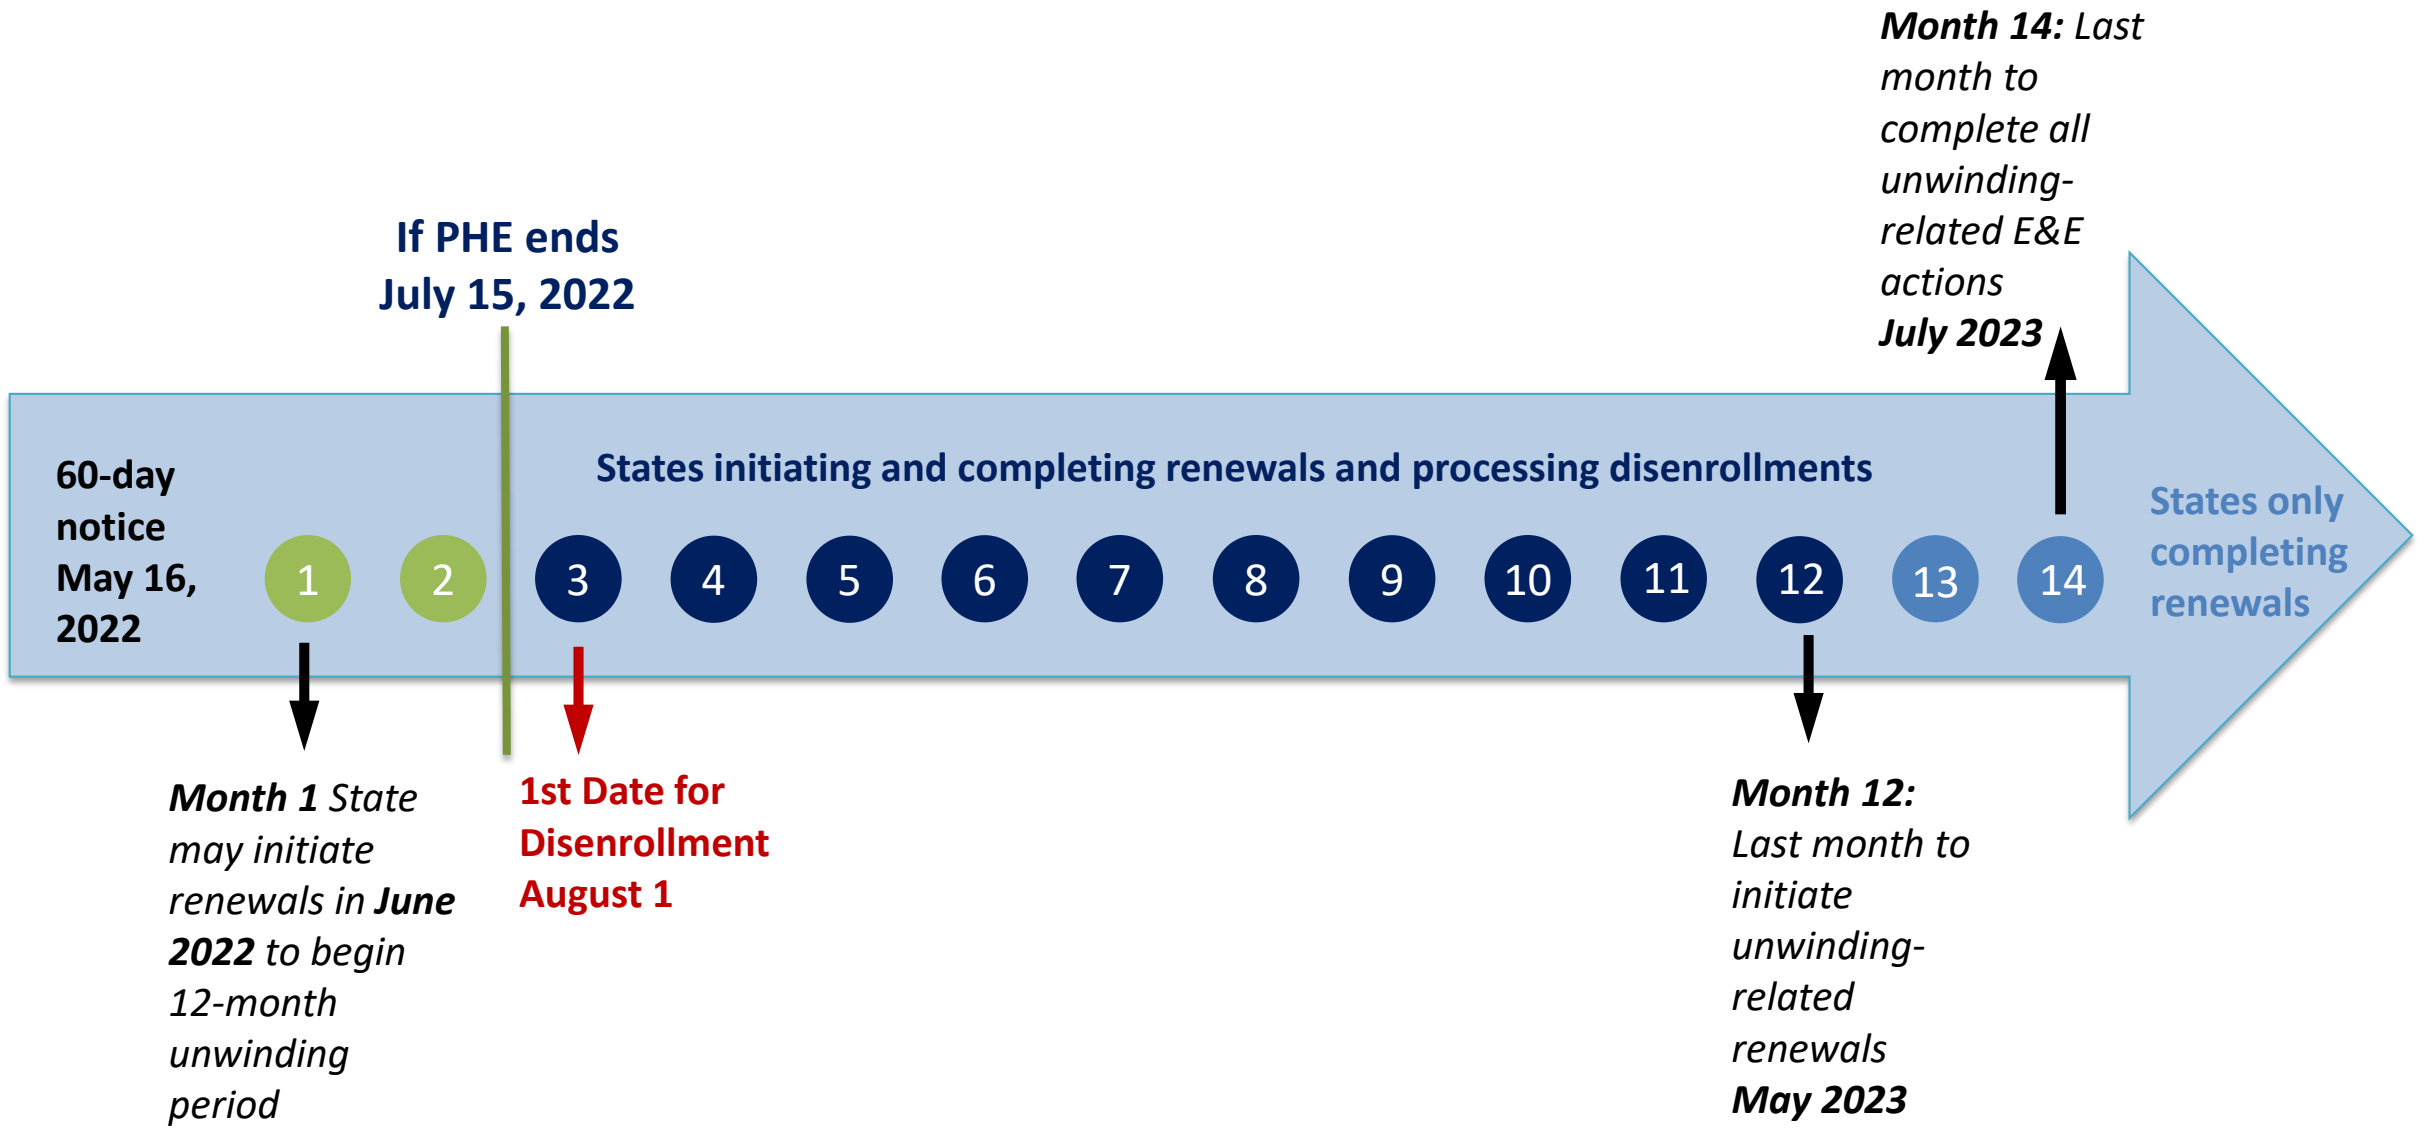 Month 14: Last
month to
complete all
unwinding-
related E&E
actions
July 2023
If PHE ends
July 15, 2022
60-day
notice
May 16,
2022
States initiating and completing renewals and processing disenrollments
1 2 3 4 5 6 7 8 9 10 11 12 13 14
States only
completing
renewals
Month 1 State
may initiate
renewals in June
2022 to begin
12-month
unwinding
period
1st Date for
Disenrollment
August 1
Month 12:
Last month to
initiate
unwinding-
related
renewals
May 2023